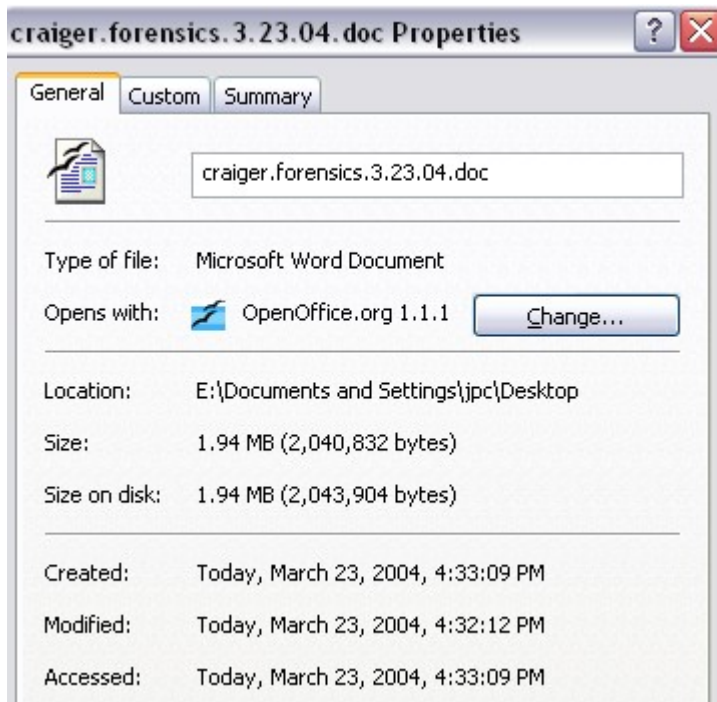 craiger.forensics.3.23.04.doc Properties
General Custom Summary
craiger.forensics.3.23.04.doc
Type of file: Microsoft Word Document
Opens with: OpenOffice.org 1.1.1 Change...
Location: E:\Documents and Settings\jpc\Desktop
Size: 1.94 MB (2,040,832 bytes)
Size on disk: 1.94 MB (2,043,904 bytes)
Created: Today, March 23, 2004, 4:33:09 PM
Modified: Today, March 23, 2004, 4:32:12 PM
Accessed: Today, March 23, 2004, 4:33:09 PM